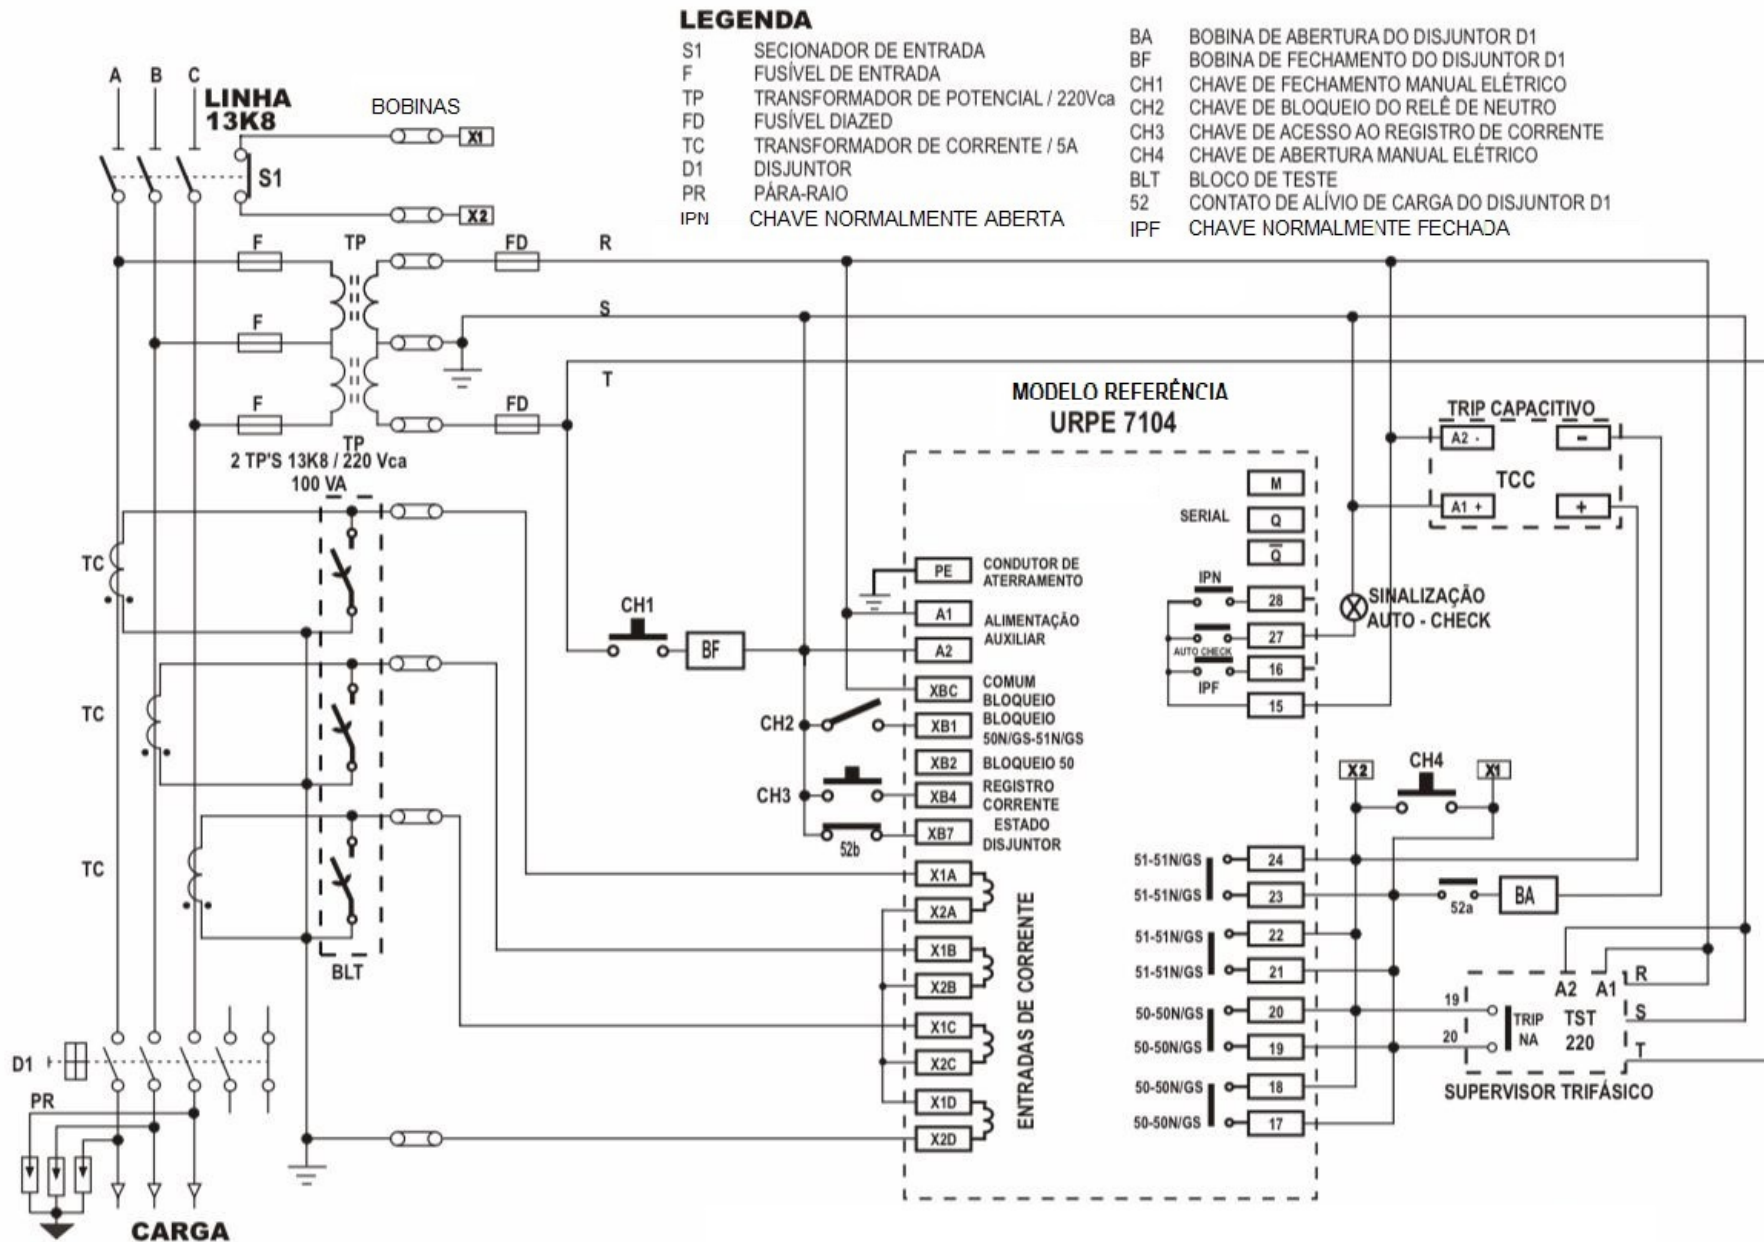 LEGENDA
S1 SECIONADOR DE ENTRADA
F FUSÍVEL DE ENTRADA
TP TRANSFORMADOR DE POTENCIAL / 220Vca
FD FUSÍVEL DIAZED
TC TRANSFORMADOR DE CORRENTE / 5A
D1 DISJUNTOR
PR PÁRA-RAIO
IPN CHAVE NORMALMENTE ABERTA
BA BOBINA DE ABERTURA DO DISJUNTOR D1
BF BOBINA DE FECHAMENTO DO DISJUNTOR D1
CH1 CHAVE DE FECHAMENTO MANUAL ELÉTRICO
CH2 CHAVE DE BLOQUEIO DO RELÊ DE NEUTRO
CH3 CHAVE DE ACESSO AO REGISTRO DE CORRENTE
CH4 CHAVE DE ABERTURA MANUAL ELÉTRICO
BLT BLOCO DE TESTE
52 CONTATO DE ALÍVIO DE CARGA DO DISJUNTOR D1
IPF CHAVE NORMALMENTE FECHADA
A B C
LINHA
13K8
BOBINAS
X1
S1
X2
F TP FD R
F S
F FD T
TP
2 TP'S 13K8 / 220 Vca
100 VA
TC
TC
TC
BLT
D1
PR
CARGA
MODELO REFERÊNCIA
URPE 7104
CH1
BF
CH2
CH3
52b
PE CONDUTOR DE
ATERRAMENTO
A1 ALIMENTAÇÃO
A2 AUXILIAR
XBC COMUM
BLOQUEIO
XB1 BLOQUEIO
50N/GS-51N/GS
XB2 BLOQUEIO 50
XB4 REGISTRO
CORRENTE
XB7 ESTADO
DISJUNTOR
X1A
X2A
X1B
X2B
X1C
X2C
X1D
X2D
ENTRADAS DE CORRENTE
M
SERIAL Q
Q̅
IPN 28
27
AUTO CHECK
16
IPF
15
SINALIZAÇÃO
AUTO - CHECK
TRIP CAPACITIVO
A2 - -
TCC
A1 + +
X2 CH4 X1
51-51N/GS 24
51-51N/GS 23
52a
BA
51-51N/GS 22
51-51N/GS 21
50-50N/GS 20
50-50N/GS 19
50-50N/GS 18
50-50N/GS 17
A2 A1 R
19 TRIP TST S
20 NA 220 T
SUPERVISOR TRIFÁSICO